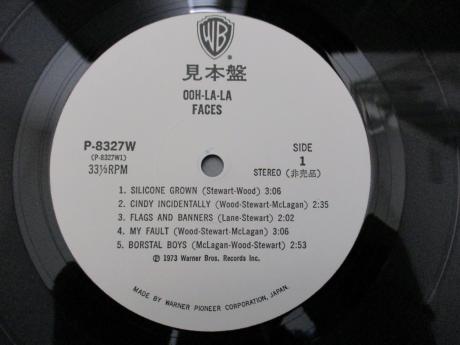 WB
見本盤
OOH-LA-LA
FACES
P-8327W
(P-8327W1)
33⅓RPM
SIDE
1
STEREO (非売品)
1. SILICONE GROWN (Stewart-Wood) 3:06
2. CINDY INCIDENTALLY (Wood-Stewart-McLagan) 2:35
3. FLAGS AND BANNERS (Lane-Stewart) 2:02
4. MY FAULT (Wood-Stewart-McLagan) 3:06
5. BORSTAL BOYS (McLagan-Wood-Stewart) 2:53
Ⓟ © 1973 Warner Bros. Records Inc.
MADE BY WARNER PIONEER CORPORATION, JAPAN.